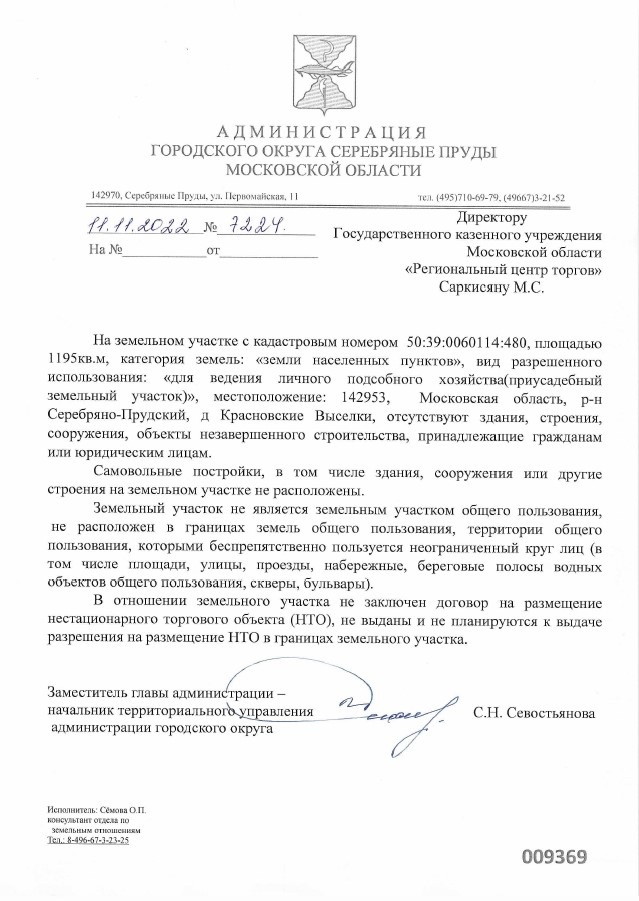 АДМИНИСТРАЦИЯ
ГОРОДСКОГО ОКРУГА СЕРЕБРЯНЫЕ ПРУДЫ
МОСКОВСКОЙ ОБЛАСТИ
142970, Серебряные Пруды, ул. Первомайская, 11 тел. (495)710-69-79, (49667)3-21-52
11.11.2022 № 7224.
На №____________от______________
Директору
Государственного казенного учреждения
Московской области
«Региональный центр торгов»
Саркисяну М.С.
На земельном участке с кадастровым номером 50:39:0060114:480, площадью
1195кв.м, категория земель: «земли населенных пунктов», вид разрешенного
использования: «для ведения личного подсобного хозяйства(приусадебный
земельный участок)», местоположение: 142953, Московская область, р-н
Серебряно-Прудский, д Красновские Выселки, отсутствуют здания, строения,
сооружения, объекты незавершенного строительства, принадлежащие гражданам
или юридическим лицам.
Самовольные постройки, в том числе здания, сооружения или другие
строения на земельном участке не расположены.
Земельный участок не является земельным участком общего пользования,
не расположен в границах земель общего пользования, территории общего
пользования, которыми беспрепятственно пользуется неограниченный круг лиц (в
том числе площади, улицы, проезды, набережные, береговые полосы водных
объектов общего пользования, скверы, бульвары).
В отношении земельного участка не заключен договор на размещение
нестационарного торгового объекта (НТО), не выданы и не планируются к выдаче
разрешения на размещение НТО в границах земельного участка.
Заместитель главы администрации –
начальник территориального управления С.Н. Севостьянова
администрации городского округа
Исполнитель: Сёмова О.П.
консультант отдела по
земельным отношениям
Тел.: 8-496-67-3-23-25
009369